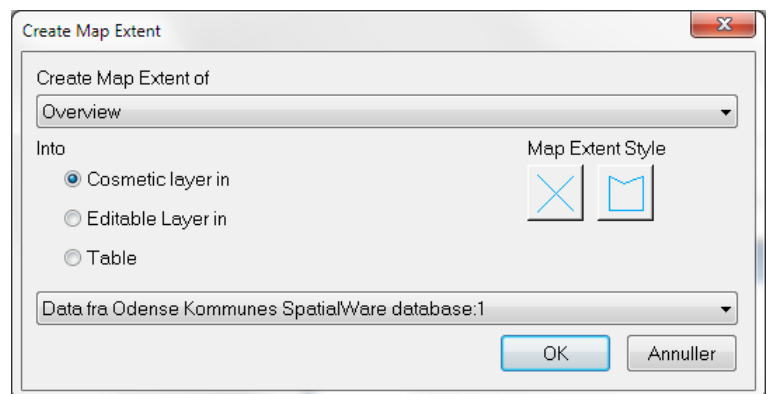 Create Map Extent
Create Map Extent of
Overview
Into
Map Extent Style
Cosmetic layer in
Editable Layer in
Table
Data fra Odense Kommunes SpatialWare database:1
OK
Annuller